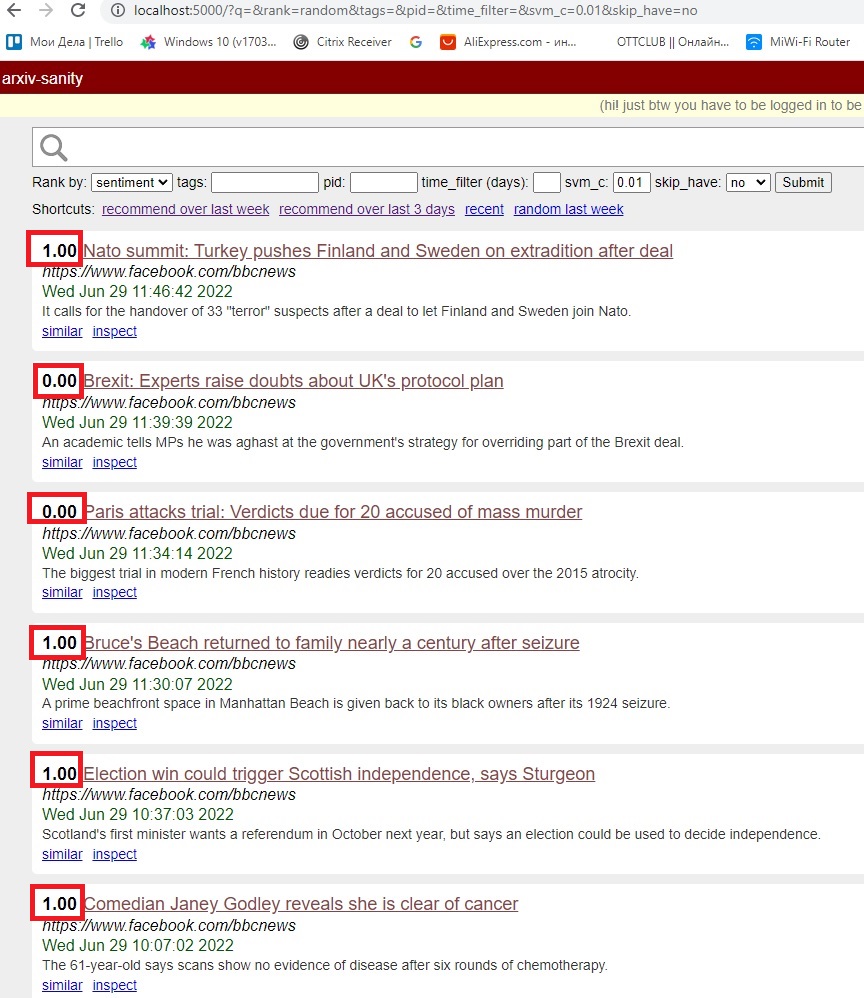 localhost:5000/?q=&rank=random&tags=&pid=&time_filter=&svm_c=0.01&skip_have=no
Мои Дела | Trello Windows 10 (v1703... Citrix Receiver AliExpress.com - ин... OTTCLUB || Онлайн... MiWi-Fi Router
arxiv-sanity
(hi! just btw you have to be logged in to be
Rank by: sentiment tags: pid: time_filter (days): svm_c: 0.01 skip_have: no Submit
Shortcuts: recommend over last week recommend over last 3 days recent random last week
1.00 Nato summit: Turkey pushes Finland and Sweden on extradition after deal
https://www.facebook.com/bbcnews
Wed Jun 29 11:46:42 2022
It calls for the handover of 33 "terror" suspects after a deal to let Finland and Sweden join Nato.
similar inspect
0.00 Brexit: Experts raise doubts about UK's protocol plan
https://www.facebook.com/bbcnews
Wed Jun 29 11:39:39 2022
An academic tells MPs he was aghast at the government's strategy for overriding part of the Brexit deal.
similar inspect
0.00 Paris attacks trial: Verdicts due for 20 accused of mass murder
https://www.facebook.com/bbcnews
Wed Jun 29 11:34:14 2022
The biggest trial in modern French history readies verdicts for 20 accused over the 2015 atrocity.
similar inspect
1.00 Bruce's Beach returned to family nearly a century after seizure
https://www.facebook.com/bbcnews
Wed Jun 29 11:30:07 2022
A prime beachfront space in Manhattan Beach is given back to its black owners after its 1924 seizure.
similar inspect
1.00 Election win could trigger Scottish independence, says Sturgeon
https://www.facebook.com/bbcnews
Wed Jun 29 10:37:03 2022
Scotland's first minister wants a referendum in October next year, but says an election could be used to decide independence.
similar inspect
1.00 Comedian Janey Godley reveals she is clear of cancer
https://www.facebook.com/bbcnews
Wed Jun 29 10:07:02 2022
The 61-year-old says scans show no evidence of disease after six rounds of chemotherapy.
similar inspect